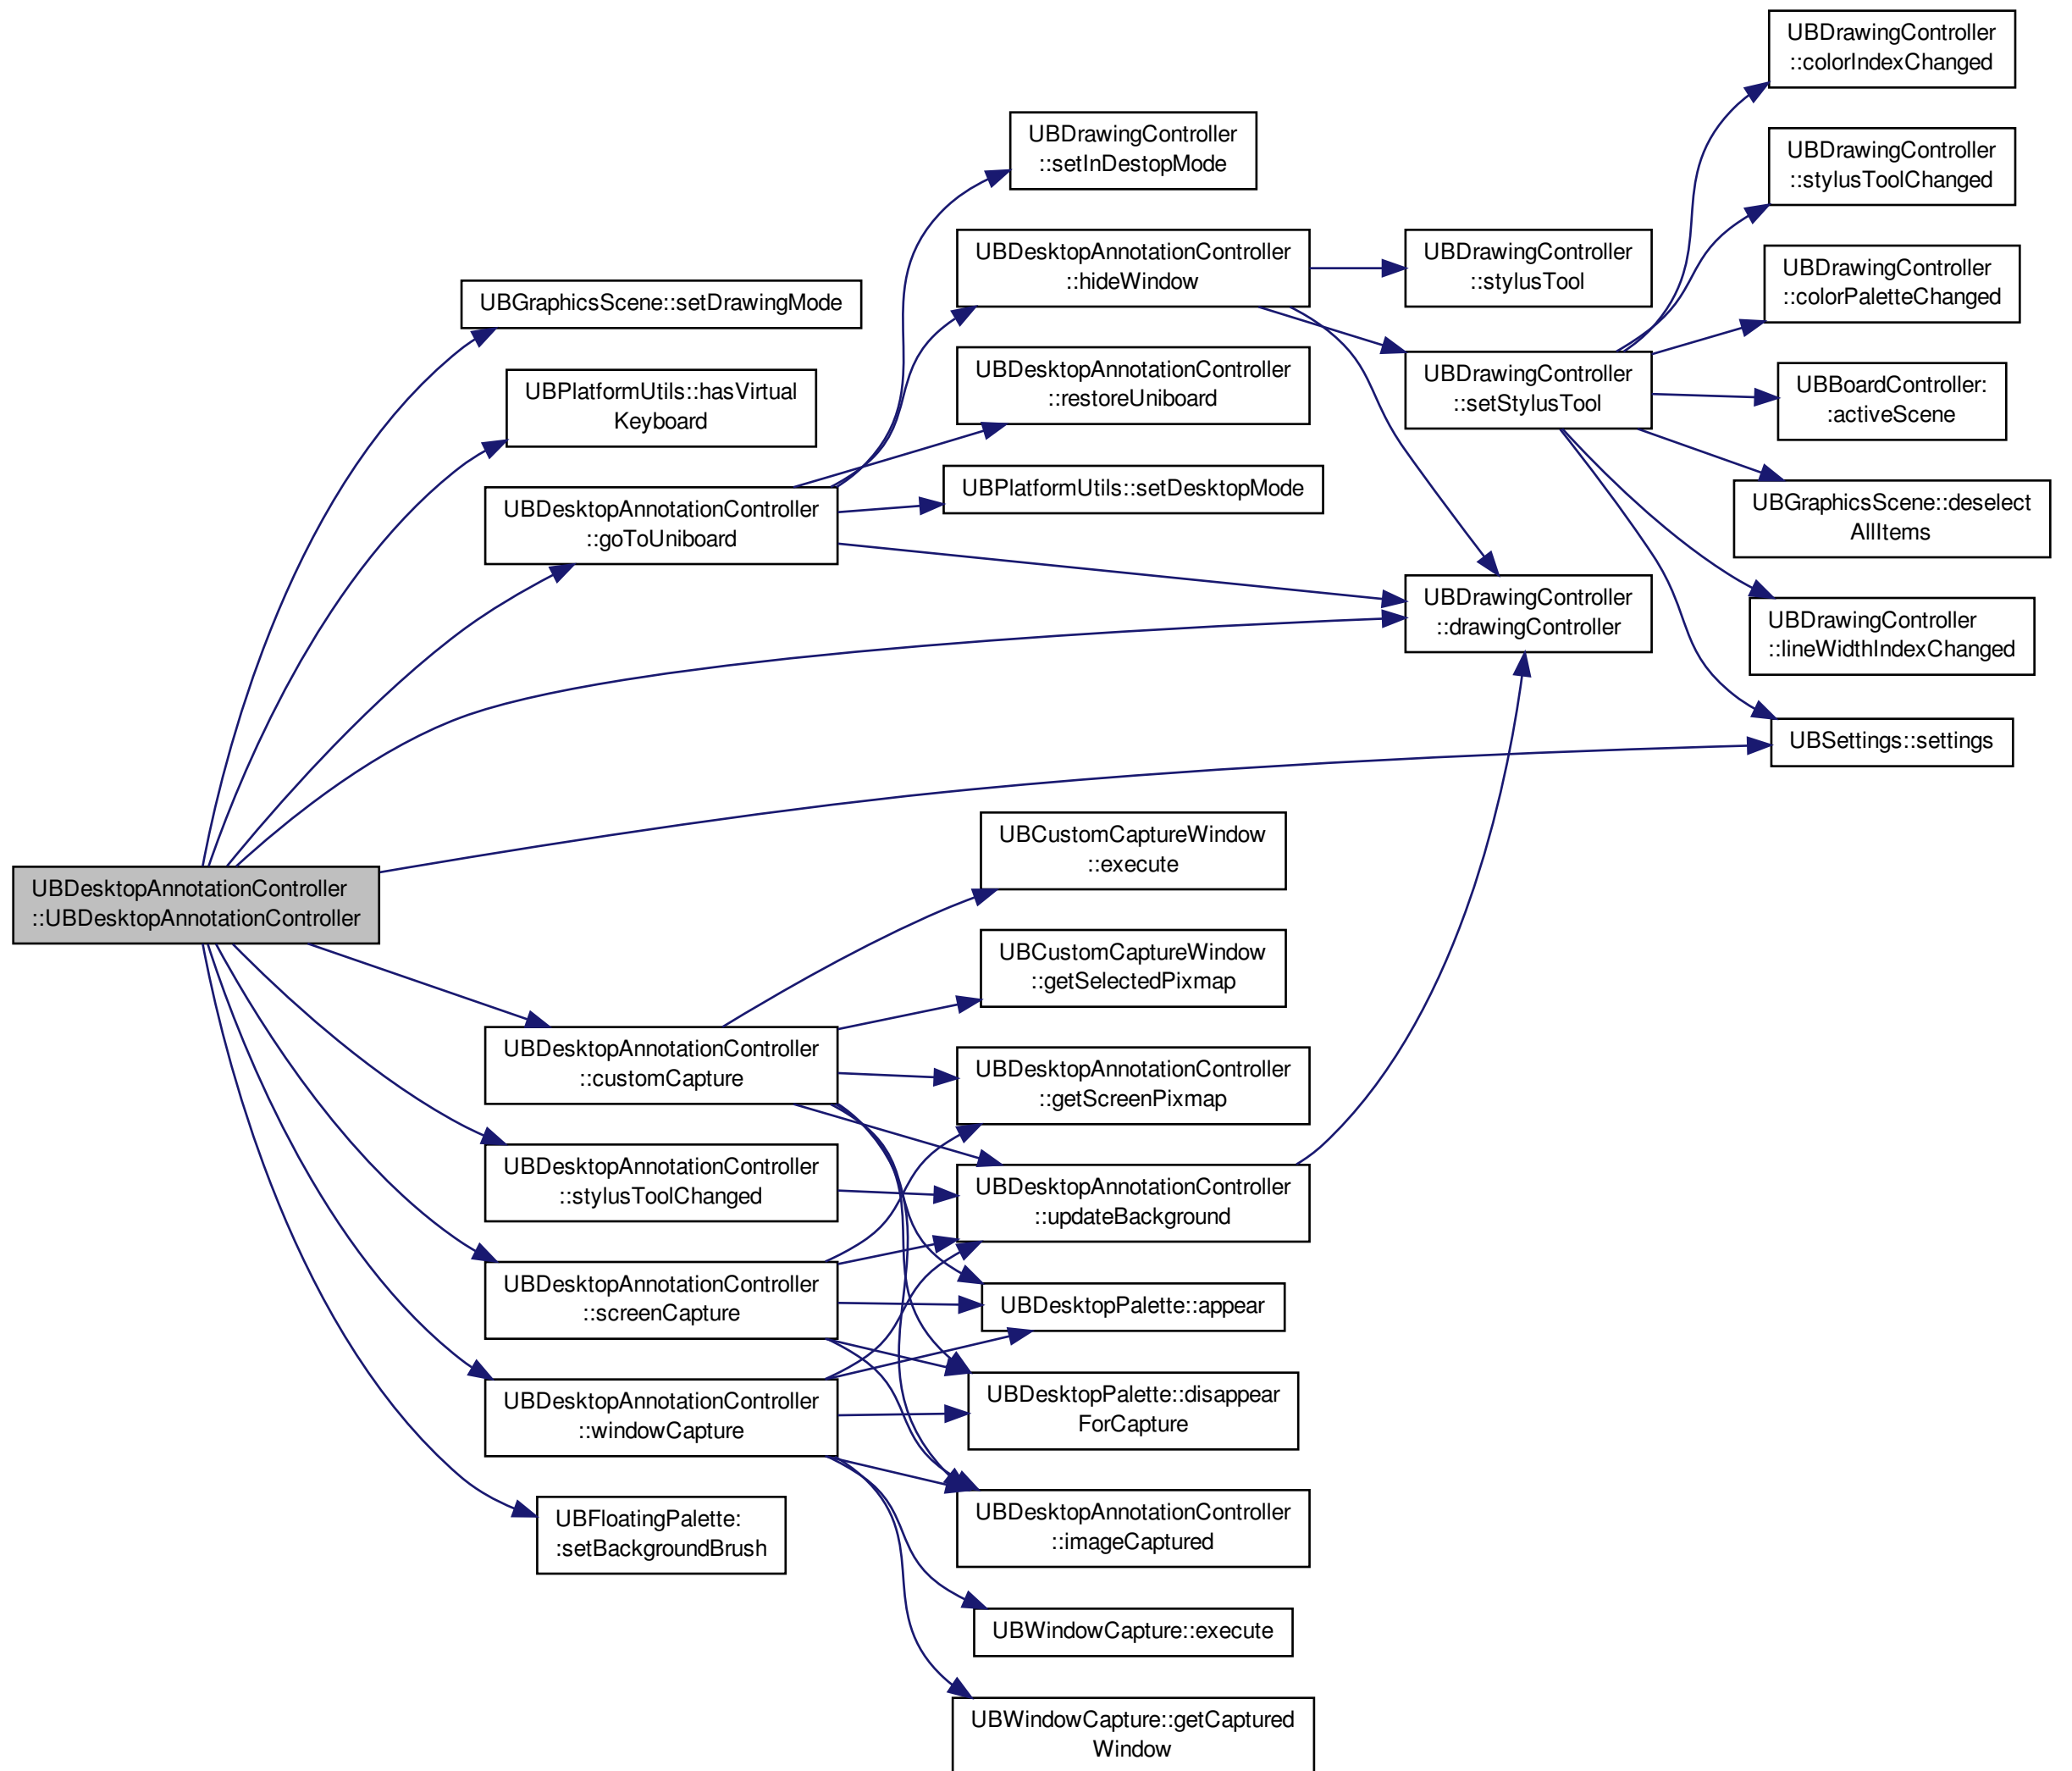 UBDrawingController
::colorIndexChanged
UBDrawingController
::setInDestopMode
UBDrawingController
::stylusToolChanged
UBDesktopAnnotationController
::hideWindow
UBDrawingController
::stylusTool
UBDrawingController
::colorPaletteChanged
UBGraphicsScene::setDrawingMode
UBPlatformUtils::hasVirtual
Keyboard
UBDesktopAnnotationController
::restoreUniboard
UBDrawingController
::setStylusTool
UBBoardController:
:activeScene
UBDesktopAnnotationController
::goToUniboard
UBPlatformUtils::setDesktopMode
UBGraphicsScene::deselect
AllItems
UBDrawingController
::drawingController
UBDrawingController
::lineWidthIndexChanged
UBSettings::settings
UBDesktopAnnotationController
::UBDesktopAnnotationController
UBCustomCaptureWindow
::execute
UBCustomCaptureWindow
::getSelectedPixmap
UBDesktopAnnotationController
::customCapture
UBDesktopAnnotationController
::getScreenPixmap
UBDesktopAnnotationController
::stylusToolChanged
UBDesktopAnnotationController
::updateBackground
UBDesktopAnnotationController
::screenCapture
UBDesktopPalette::appear
UBDesktopAnnotationController
::windowCapture
UBDesktopPalette::disappear
ForCapture
UBFloatingPalette:
:setBackgroundBrush
UBDesktopAnnotationController
::imageCaptured
UBWindowCapture::execute
UBWindowCapture::getCaptured
Window